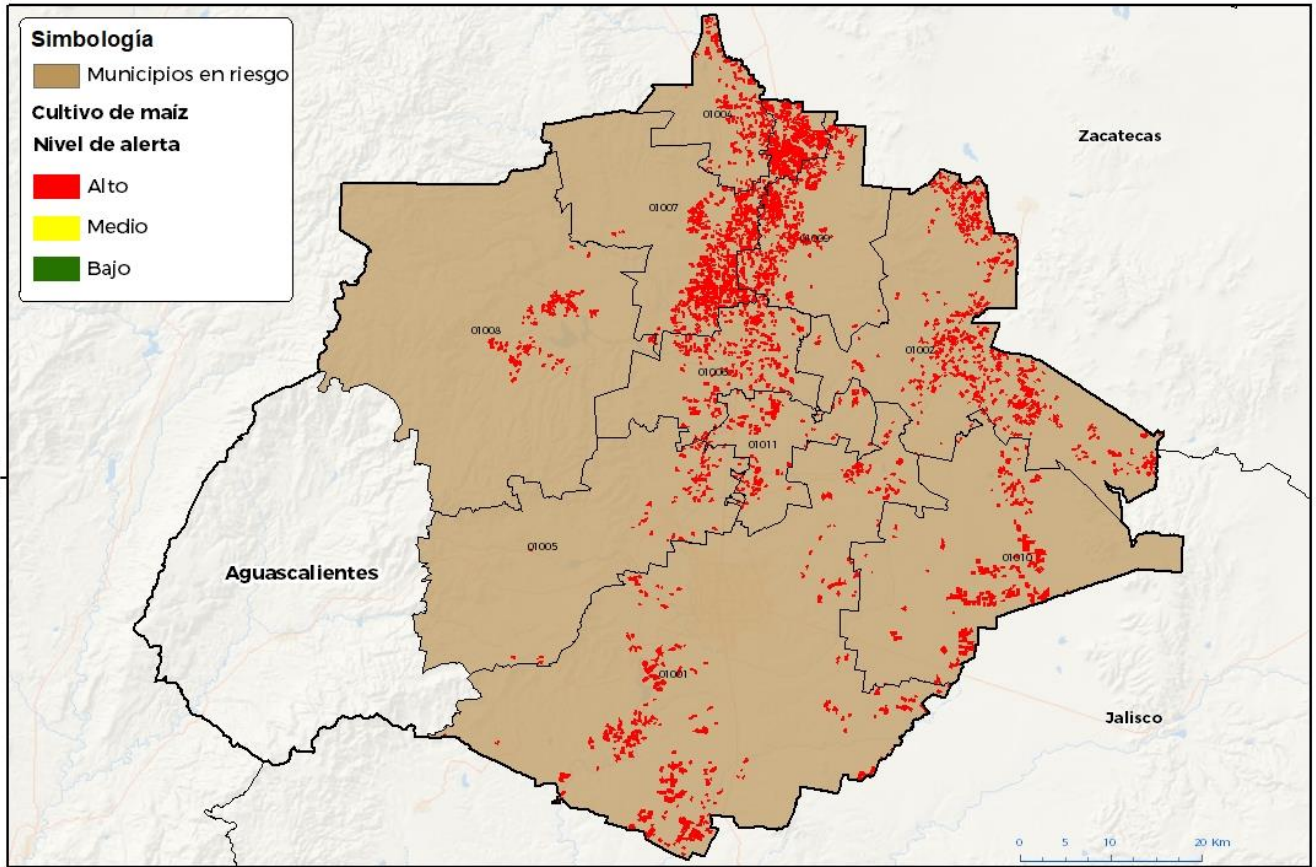 Simbología
Municipios en riesgo
Cultivo de maíz
Nivel de alerta
Alto
Medio
Bajo
Zacatecas
01007
01008
01002
01011
01005
01010
Aguascalientes
01001
Jalisco
0 5 10 20 Km